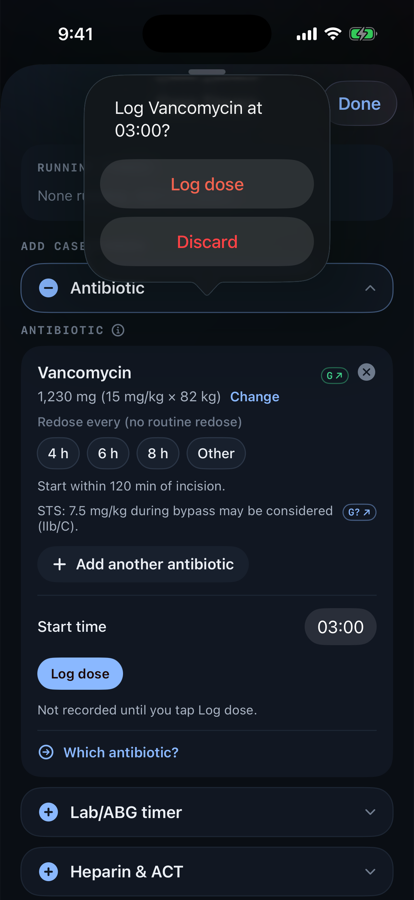 9:41
Done
Log Vancomycin at
03:00?
Log dose
Discard
RUNNIN
None ru
ADD CASE
Antibiotic
ANTIBIOTIC
Vancomycin
G↗
1,230 mg (15 mg/kg × 82 kg) Change
Redose every (no routine redose)
4 h 6 h 8 h Other
Start within 120 min of incision.
STS: 7.5 mg/kg during bypass may be considered
(IIb/C).
G? ↗
+ Add another antibiotic
Start time 03:00
Log dose
Not recorded until you tap Log dose.
Which antibiotic?
Lab/ABG timer
Heparin & ACT